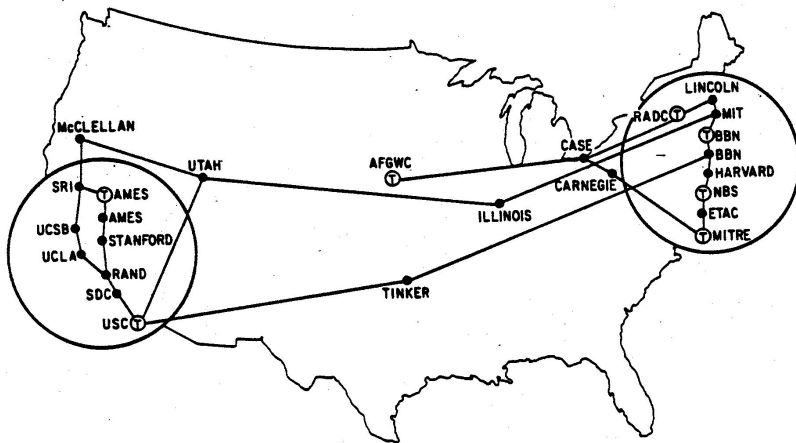 LINCOLN
RADC T
MIT
McCLELLAN
T BBN
CASE
UTAH
AFGWC
T
BBN
HARVARD
CARNEGIE
SRI
T AMES
T NBS
ILLINOIS
AMES
ETAC
UCSB
STANFORD
T MITRE
UCLA
RAND
SDC
TINKER
USC T